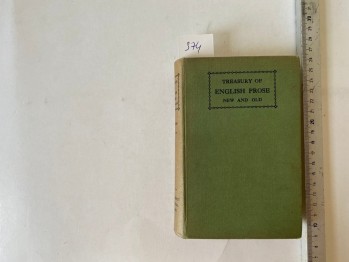 374
TREASURY OF
ENGLISH PROSE
NEW AND OLD